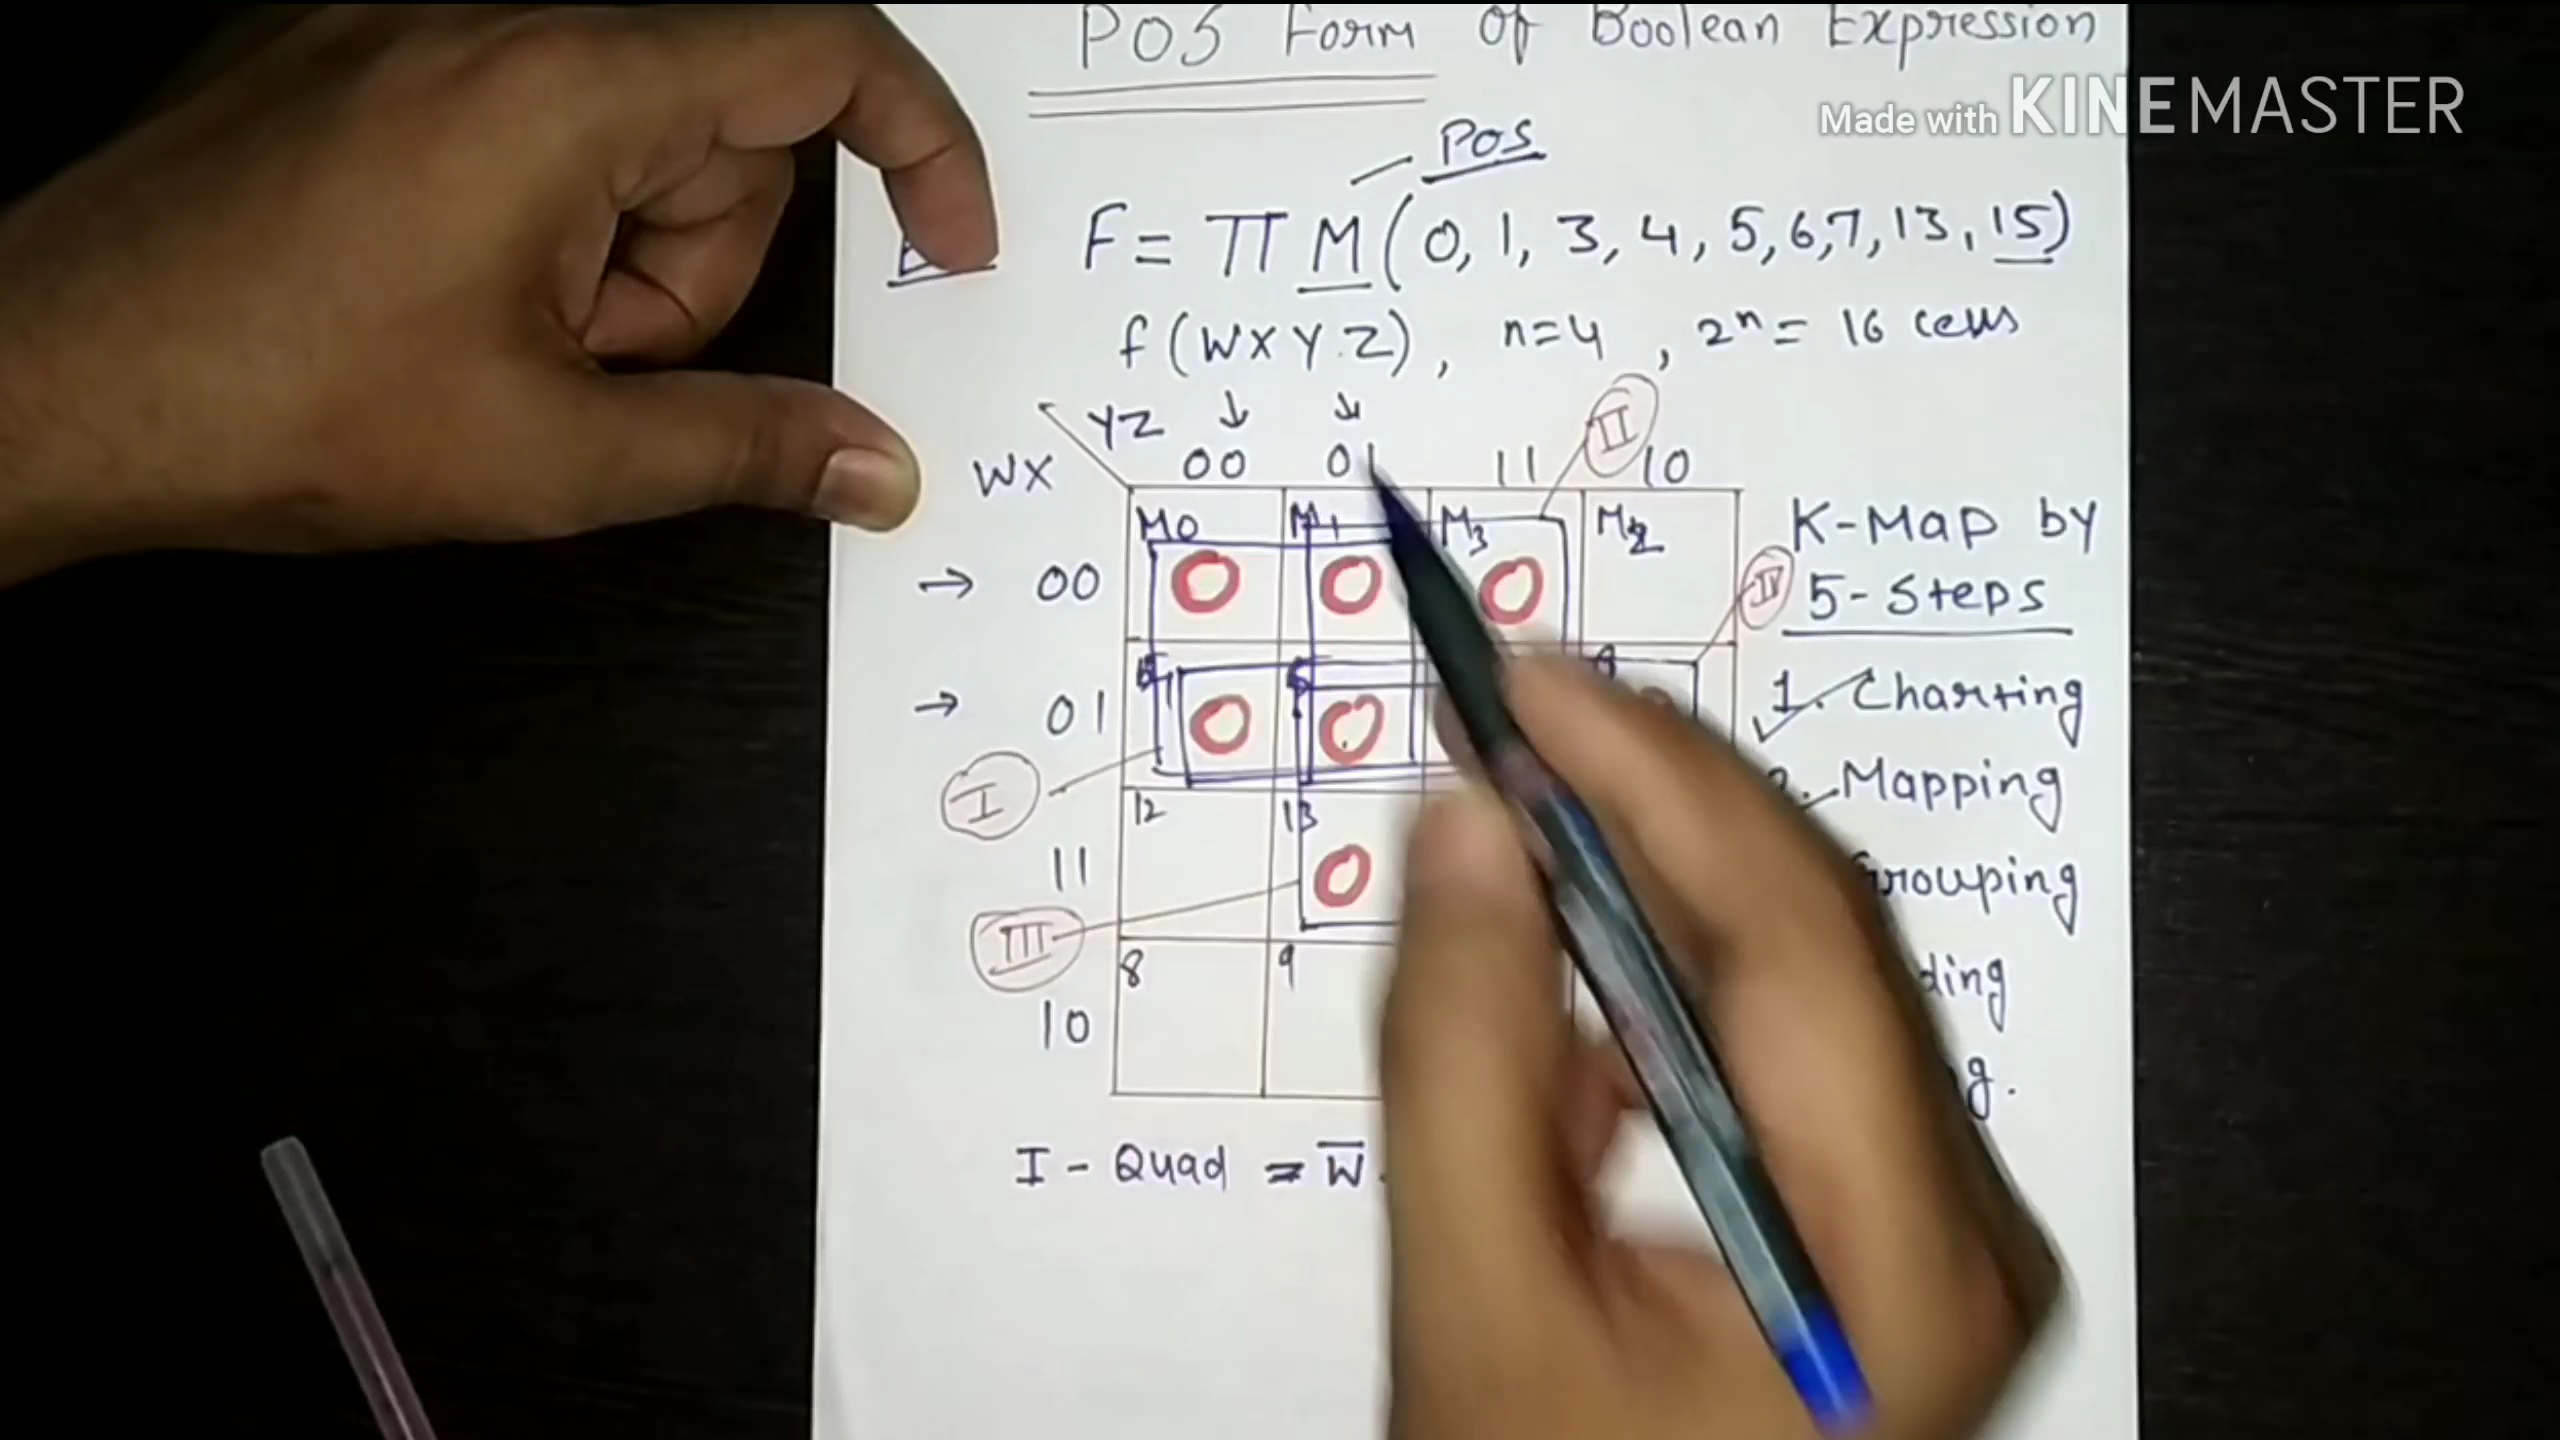 POS Form Of Boolean Expression
Made with KINEMASTER
POS
F = π M (0, 1, 3, 4, 5, 6, 7, 13, 15)
f (W X Y Z) , n=4 , 2ⁿ = 16 cells
YZ
WX
00 01 11 10
II
M0 M1 M3 M2
00 0 0 0
IV
K-Map by
5-Steps
01 0 0
1. Charting
I
12 13
Mapping
11 0
III
8 9
10
I - Quad = W̅ .